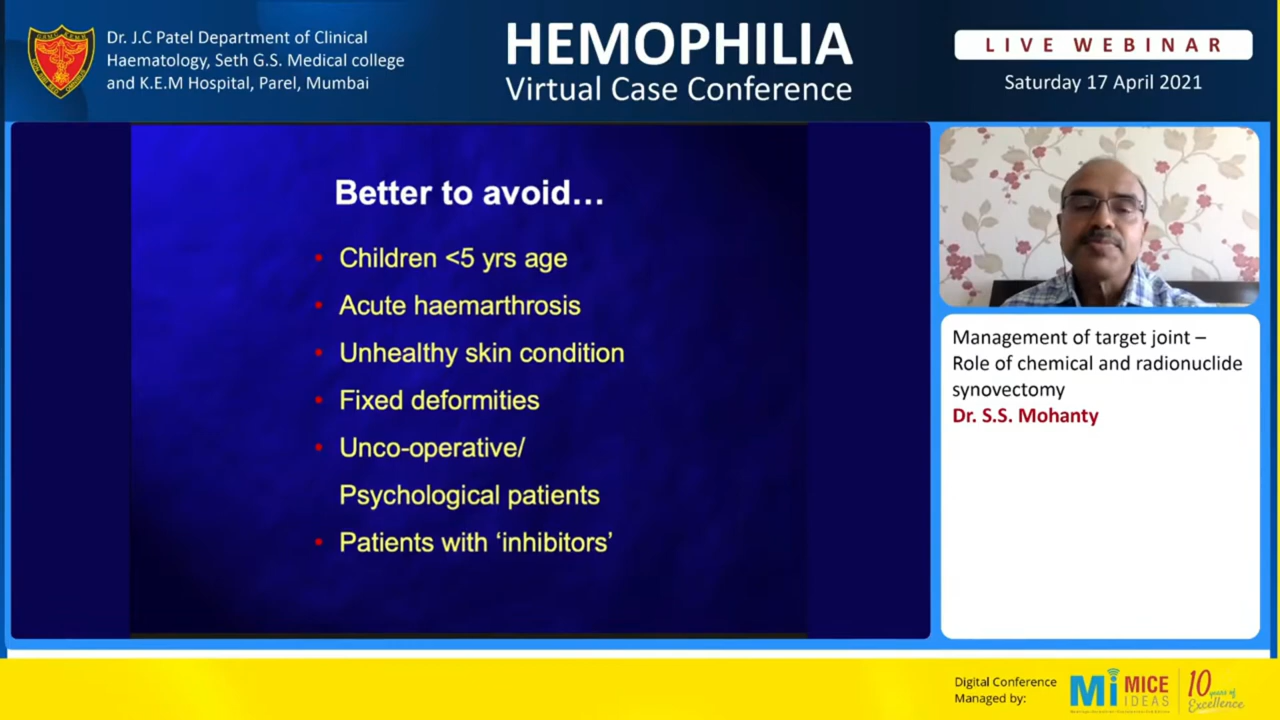 Dr. J.C Patel Department of Clinical
Haematology, Seth G.S. Medical college
and K.E.M Hospital, Parel, Mumbai
HEMOPHILIA
Virtual Case Conference
LIVE WEBINAR
Saturday 17 April 2021
Better to avoid...
• Children <5 yrs age
• Acute haemarthrosis
• Unhealthy skin condition
• Fixed deformities
• Unco-operative/
Psychological patients
• Patients with ‘inhibitors’
Management of target joint –
Role of chemical and radionuclide
synovectomy
Dr. S.S. Mohanty
Digital Conference
Managed by:
Mi MICE
IDEAS
10 years of
Excellence